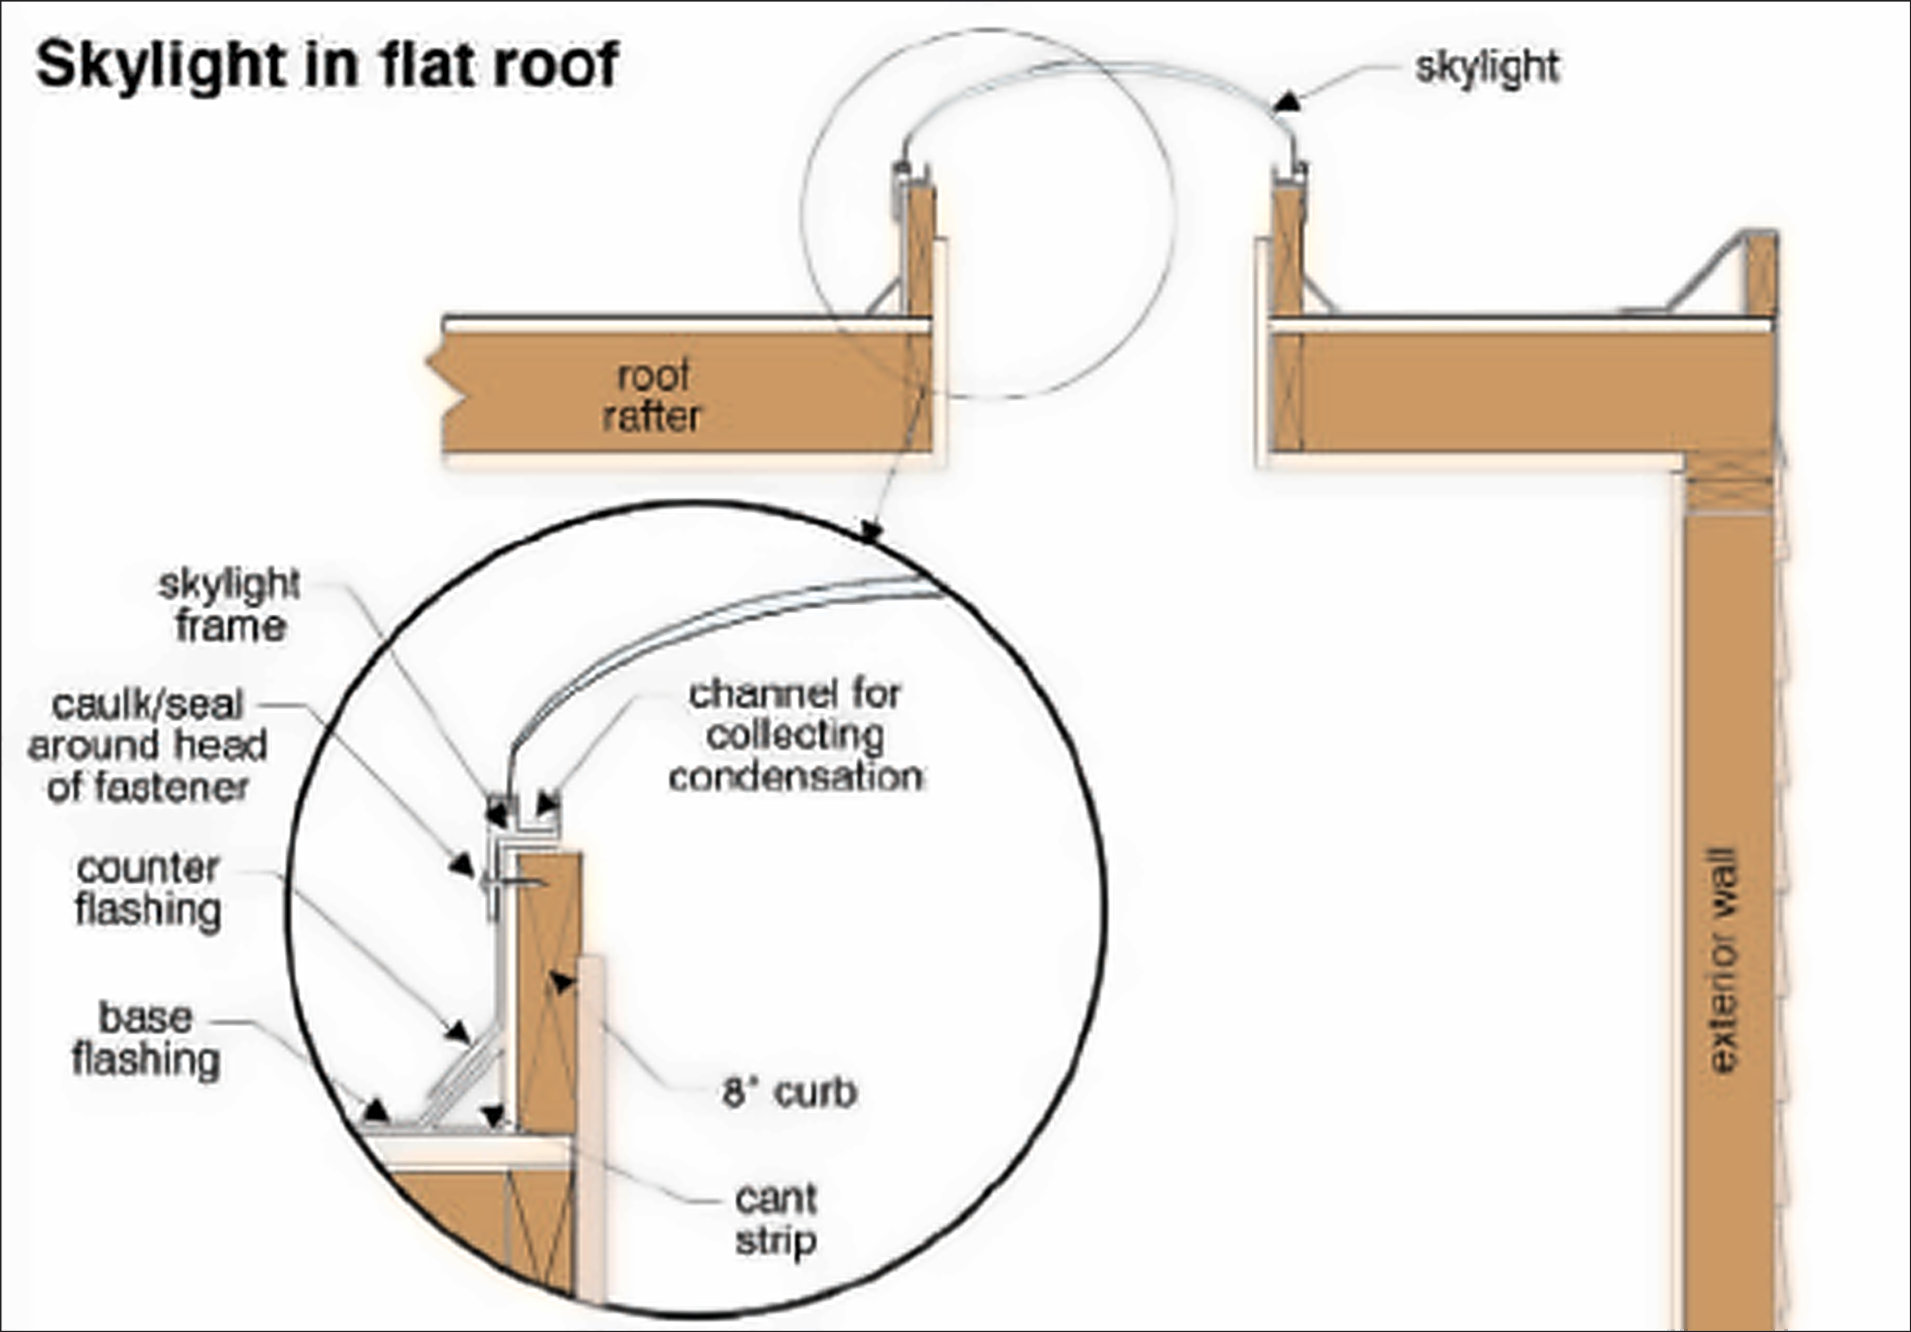 Skylight in flat roof
skylight
roof
rafter
skylight
frame
caulk/seal
around head
of fastener
channel for
collecting
condensation
counter
flashing
base
flashing
8" curb
cant
strip
exterior wall